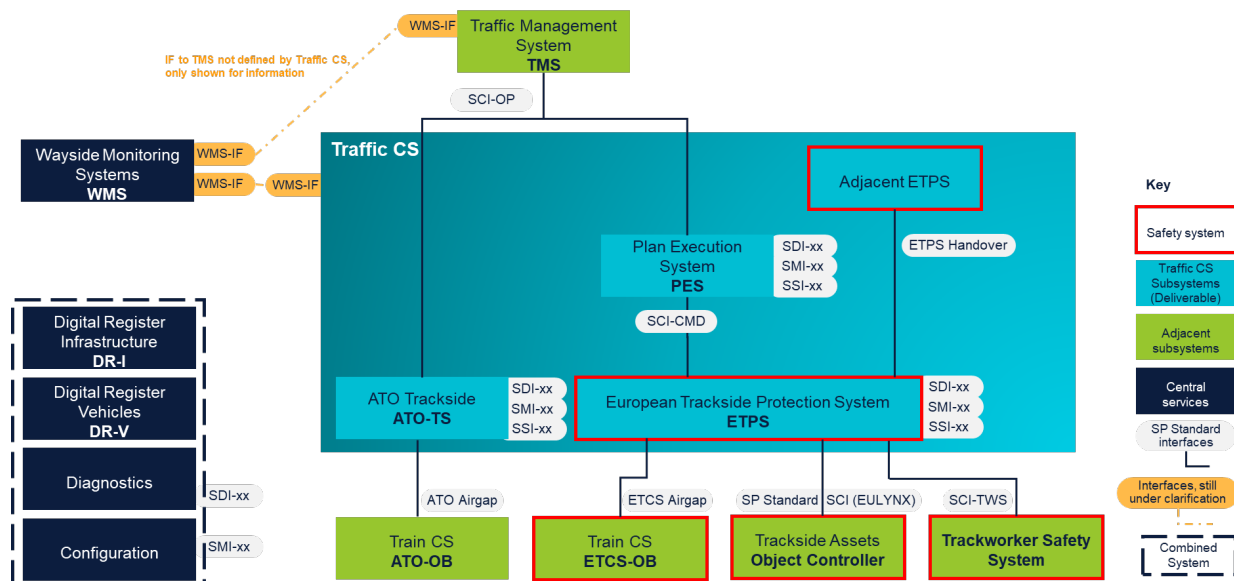 WMS-IF
Traffic Management
System
TMS
IF to TMS not defined by Traffic CS,
only shown for information
SCI-OP
Wayside Monitoring
Systems
WMS
WMS-IF
WMS-IF
WMS-IF
Traffic CS
Adjacent ETPS
ETPS Handover
Plan Execution
System
PES
SDI-xx
SMI-xx
SSI-xx
SCI-CMD
ATO Trackside
ATO-TS
SDI-xx
SMI-xx
SSI-xx
European Trackside Protection System
ETPS
SDI-xx
SMI-xx
SSI-xx
Digital Register
Infrastructure
DR-I
Digital Register
Vehicles
DR-V
Diagnostics
SDI-xx
Configuration
SMI-xx
ATO Airgap
ETCS Airgap
SP Standard
SCI (EULYNX)
SCI-TWS
Train CS
ATO-OB
Train CS
ETCS-OB
Trackside Assets
Object Controller
Trackworker Safety
System
Key
Safety system
Traffic CS
Subsystems
(Deliverable)
Adjacent
subsystems
Central
services
SP Standard
interfaces
Interfaces, still
under clarification
Combined
System